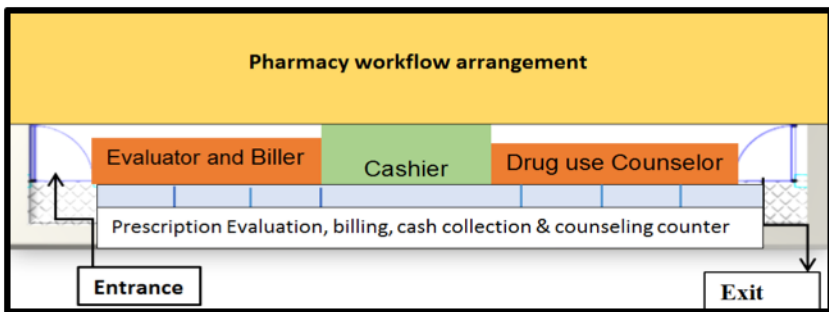 Pharmacy workflow arrangement
Evaluator and Biller
Cashier
Drug use Counselor
Prescription Evaluation, billing, cash collection & counseling counter
Entrance
Exit